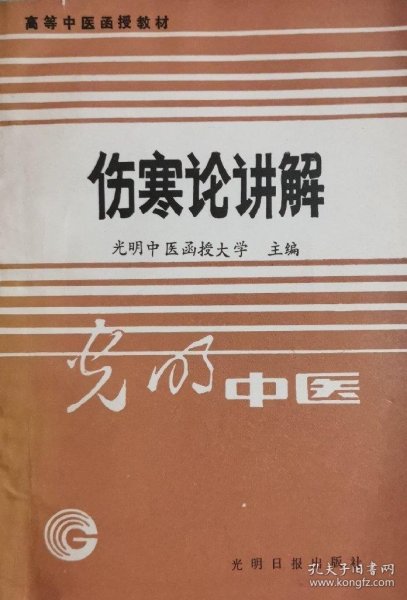 高等中医函授教材
伤寒论讲解
光明中医函授大学 主编
光明中医
光明日报出版社
孔夫子旧书网
www.kongfz.com